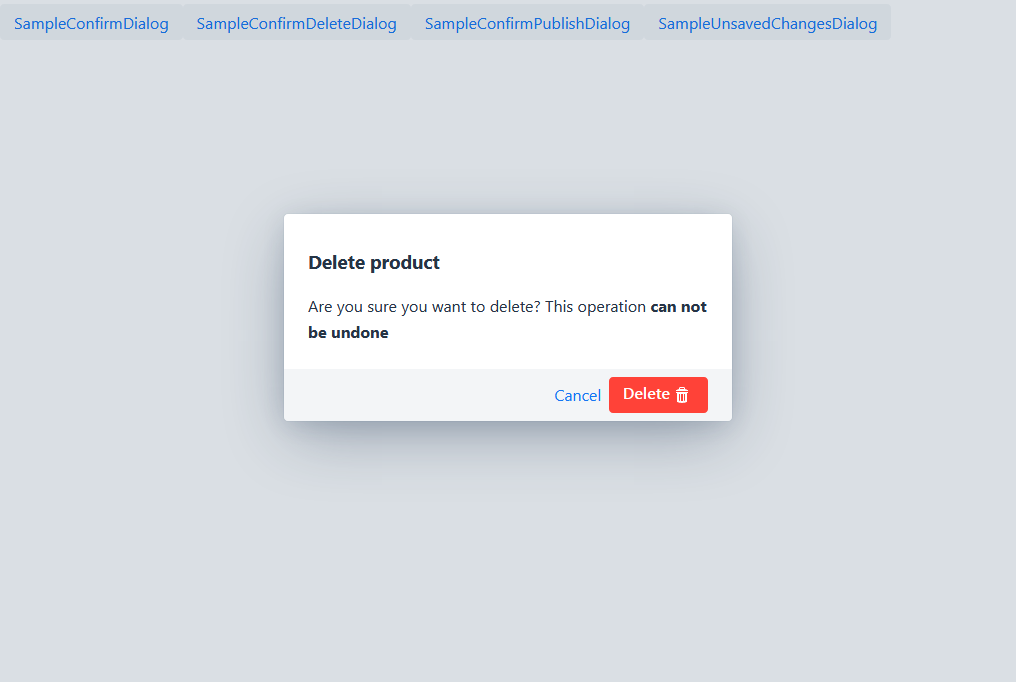 SampleConfirmDialog SampleConfirmDeleteDialog SampleConfirmPublishDialog SampleUnsavedChangesDialog
Delete product
Are you sure you want to delete? This operation can not
be undone
Cancel Delete